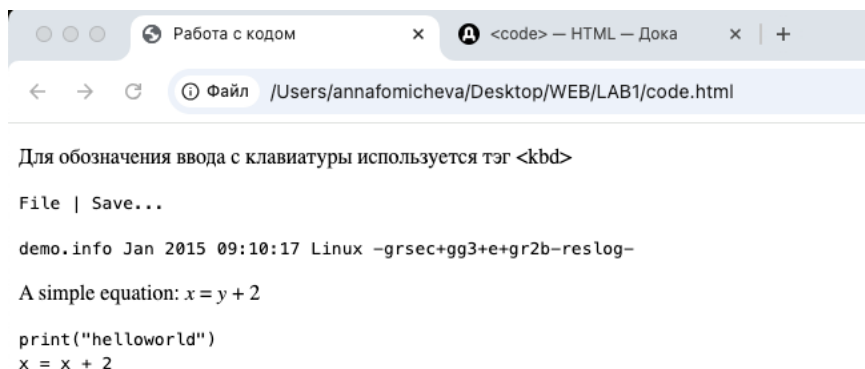 Работа с кодом
<code> — HTML — Дока
Файл /Users/annafomicheva/Desktop/WEB/LAB1/code.html
Для обозначения ввода с клавиатуры используется тэг <kbd>
File | Save...
demo.info Jan 2015 09:10:17 Linux -grsec+gg3+e+gr2b-reslog-
A simple equation: x = y + 2
print("helloworld")
x = x + 2